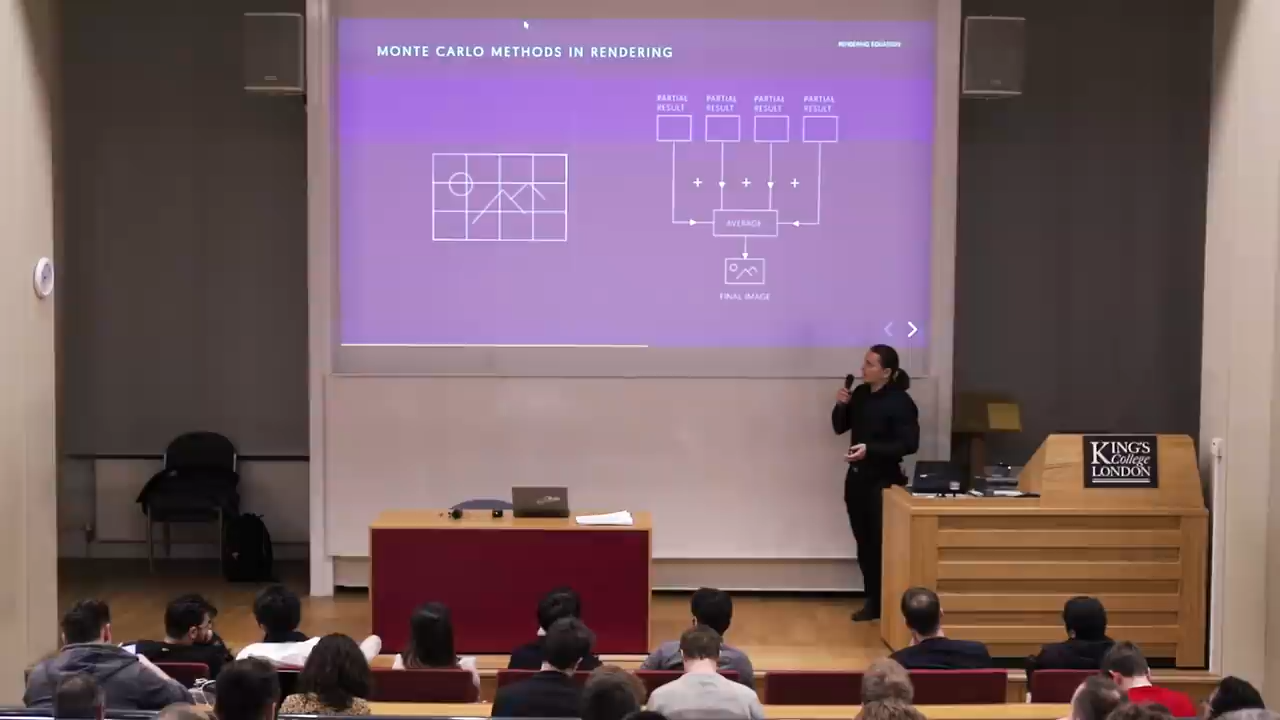 MONTE CARLO METHODS IN RENDERING
RENDERING EQUATION
PARTIAL RESULT
PARTIAL RESULT
PARTIAL RESULT
PARTIAL RESULT
+ + +
AVERAGE
FINAL IMAGE
KING'S
College
LONDON